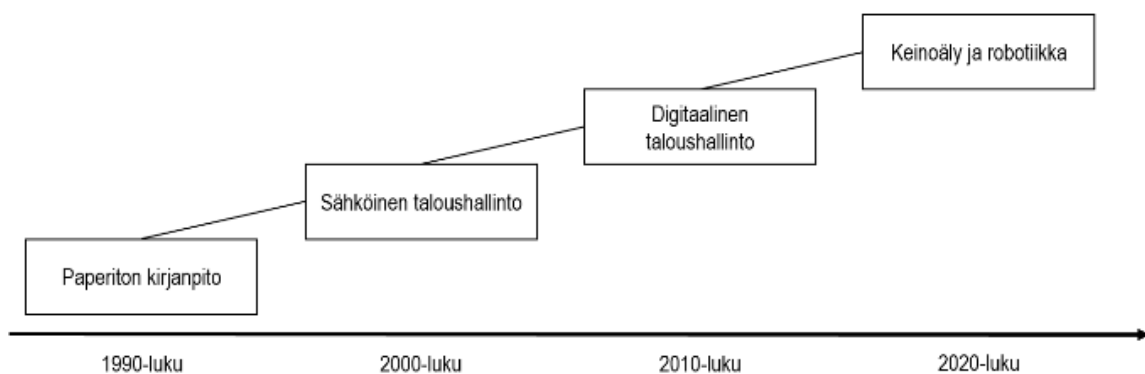 Keinoäly ja robotiikka
Digitaalinen
taloushallinto
Sähköinen taloushallinto
Paperiton kirjanpito
1990-luku
2000-luku
2010-luku
2020-luku